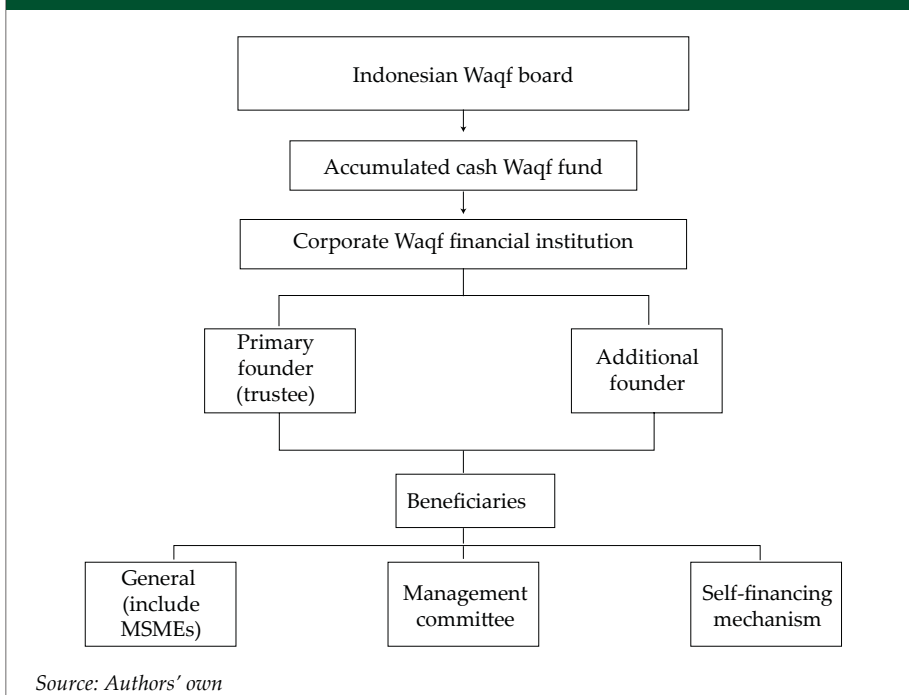 Indonesian Waqf board
Accumulated cash Waqf fund
Corporate Waqf financial institution
Primary
founder
(trustee)
Additional
founder
Beneficiaries
General
(include
MSMEs)
Management
committee
Self-financing
mechanism
Source: Authors' own